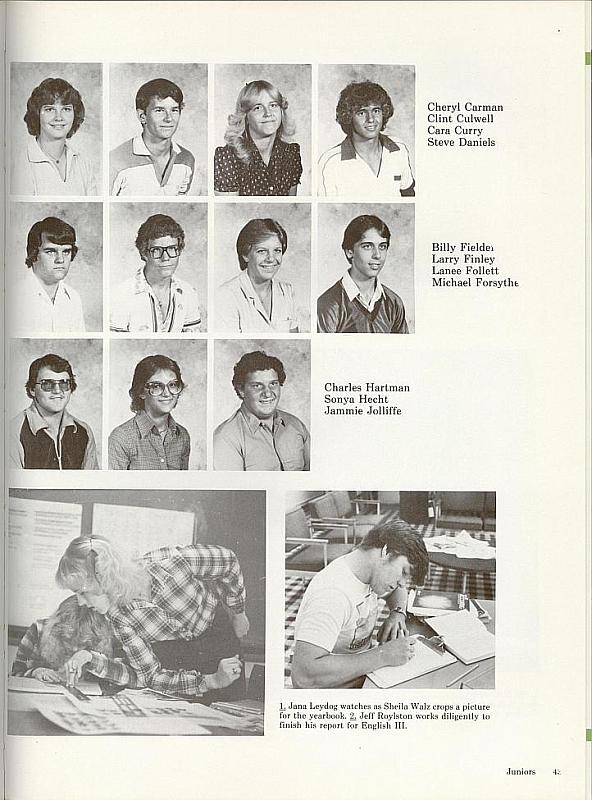 Cheryl Carman
Clint Culwell
Cara Curry
Steve Daniels
Billy Fielder
Larry Finley
Lanee Follett
Michael Forsythe
Charles Hartman
Sonya Hecht
Jammie Jolliffe
1. Jana Leydog watches as Sheila Walz crops a picture
for the yearbook. 2. Jeff Roylston works diligently to
finish his report for English III.
Juniors